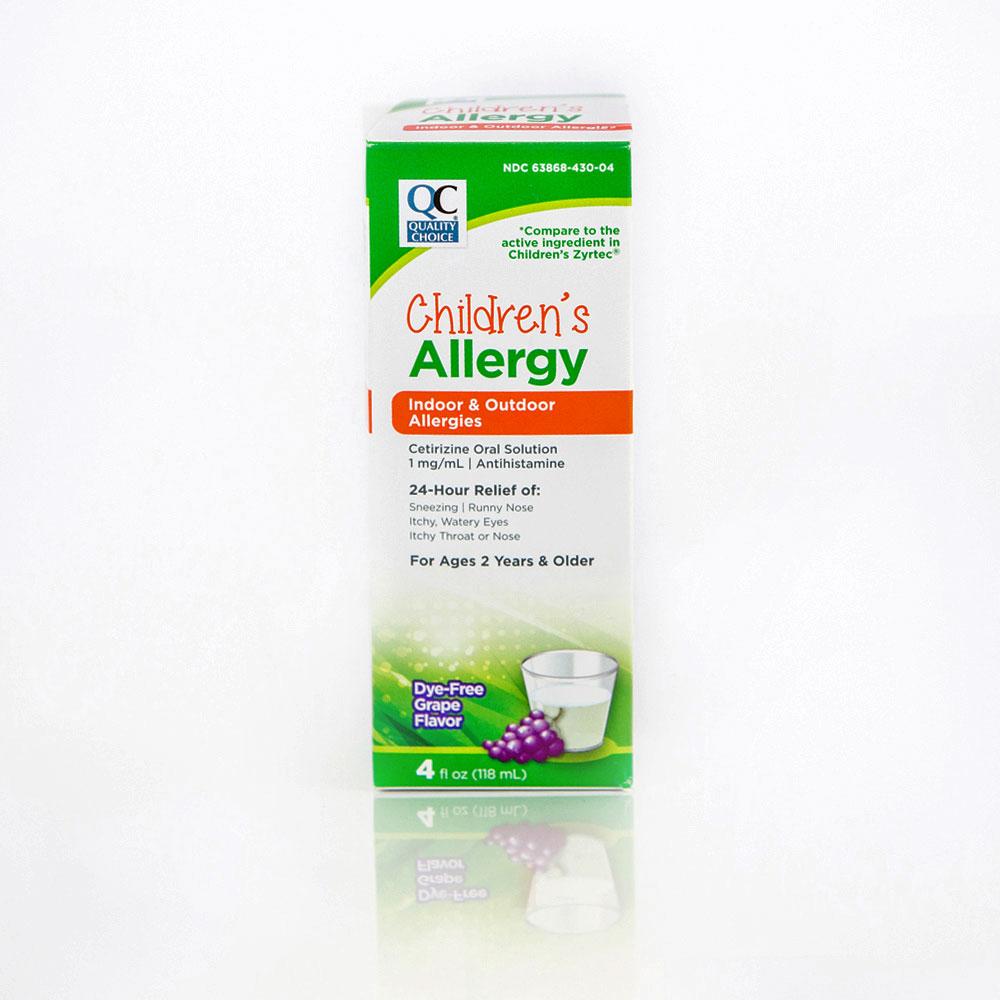 Children's
Allergy
Indoor & Outdoor Allergies
NDC 63868-430-04
QC
QUALITY
CHOICE
*Compare to the
active ingredient in
Children's Zyrtec®
Children's
Allergy
Indoor & Outdoor
Allergies
Cetirizine Oral Solution
1 mg/mL | Antihistamine
24-Hour Relief of:
Sneezing | Runny Nose
Itchy, Watery Eyes
Itchy Throat or Nose
For Ages 2 Years & Older
Dye-Free
Grape
Flavor
4 fl oz (118 mL)